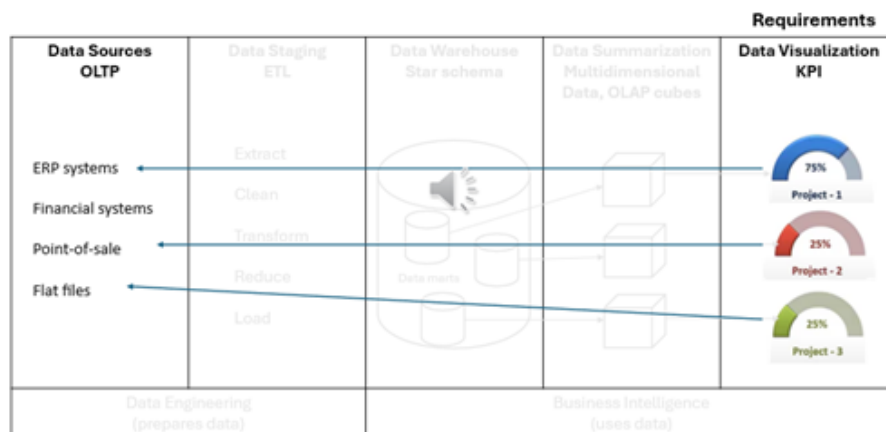 Requirements
Data Sources
OLTP
Data Staging
ETL
Data Warehouse
Star schema
Data Summarization
Multidimensional
Data, OLAP cubes
Data Visualization
KPI
ERP systems
Financial systems
Point-of-sale
Flat files
Extract
Clean
Transform
Reduce
Load
Data marts
75%
Project - 1
25%
Project - 2
25%
Project - 3
Data Engineering
(prepares data)
Business Intelligence
(uses data)